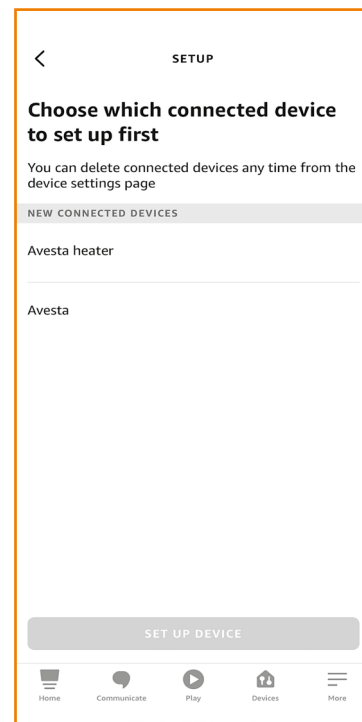 SETUP
Choose which connected device
to set up first
You can delete connected devices any time from the
device settings page
NEW CONNECTED DEVICES
Avesta heater
Avesta
SET UP DEVICE
Home Communicate Play Devices More